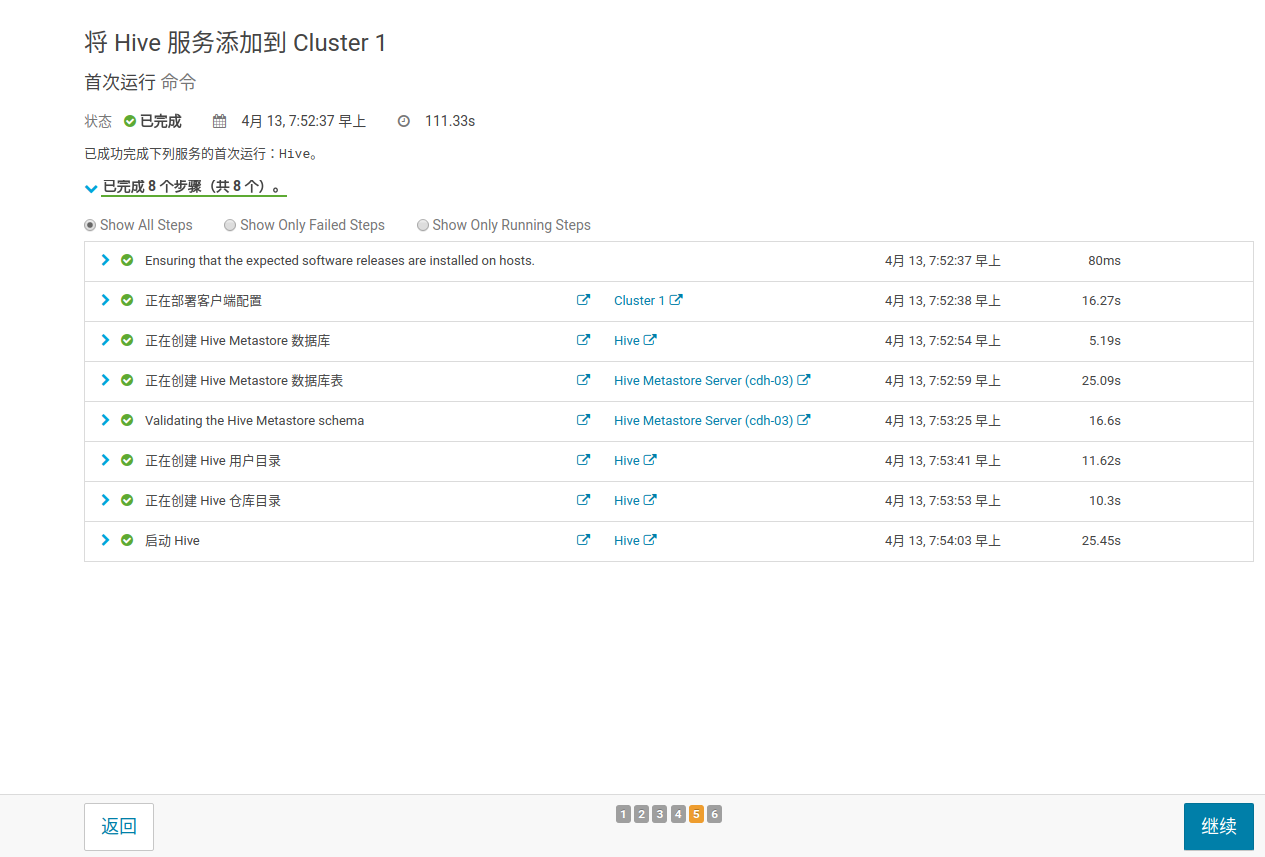 将 Hive 服务添加到 Cluster 1
首次运行 命令
状态 已完成 4月 13, 7:52:37 早上 111.33s
已成功完成下列服务的首次运行：Hive。
已完成 8 个步骤（共 8 个）。
Show All Steps Show Only Failed Steps Show Only Running Steps
Ensuring that the expected software releases are installed on hosts. 4月 13, 7:52:37 早上 80ms
正在部署客户端配置 Cluster 1 4月 13, 7:52:38 早上 16.27s
正在创建 Hive Metastore 数据库 Hive 4月 13, 7:52:54 早上 5.19s
正在创建 Hive Metastore 数据库表 Hive Metastore Server (cdh-03) 4月 13, 7:52:59 早上 25.09s
Validating the Hive Metastore schema Hive Metastore Server (cdh-03) 4月 13, 7:53:25 早上 16.6s
正在创建 Hive 用户目录 Hive 4月 13, 7:53:41 早上 11.62s
正在创建 Hive 仓库目录 Hive 4月 13, 7:53:53 早上 10.3s
启动 Hive Hive 4月 13, 7:54:03 早上 25.45s
返回 1 2 3 4 5 6 继续